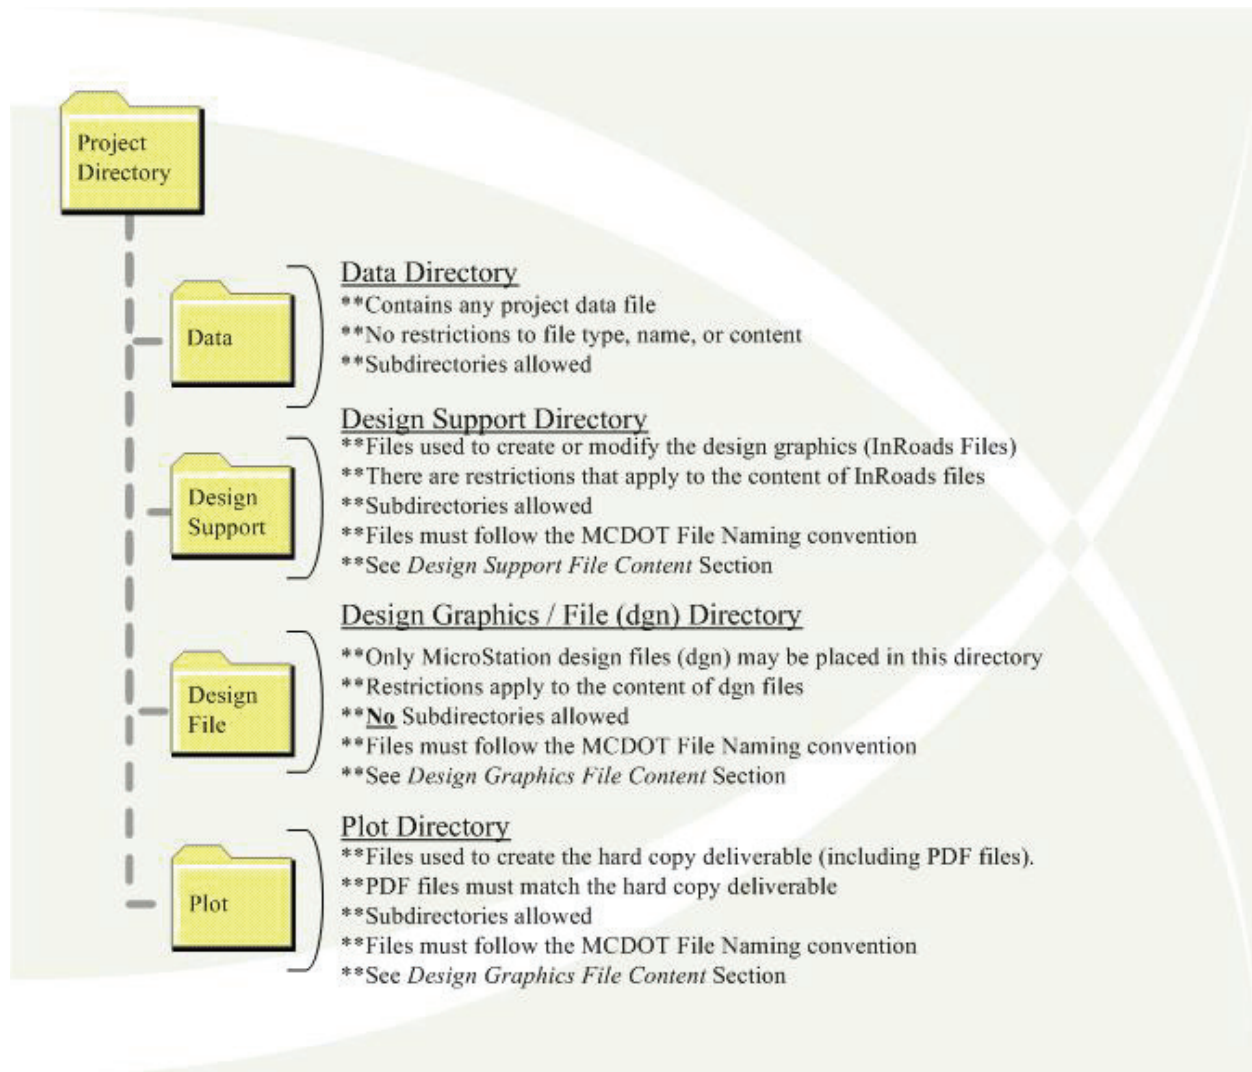 Project
Directory
Data
Data Directory
**Contains any project data file
**No restrictions to file type, name, or content
**Subdirectories allowed
Design
Support
Design Support Directory
**Files used to create or modify the design graphics (InRoads Files)
**There are restrictions that apply to the content of InRoads files
**Subdirectories allowed
**Files must follow the MCDOT File Naming convention
**See Design Support File Content Section
Design
File
Design Graphics / File (dgn) Directory
**Only MicroStation design files (dgn) may be placed in this directory
**Restrictions apply to the content of dgn files
**No Subdirectories allowed
**Files must follow the MCDOT File Naming convention
**See Design Graphics File Content Section
Plot
Plot Directory
**Files used to create the hard copy deliverable (including PDF files).
**PDF files must match the hard copy deliverable
**Subdirectories allowed
**Files must follow the MCDOT File Naming convention
**See Design Graphics File Content Section